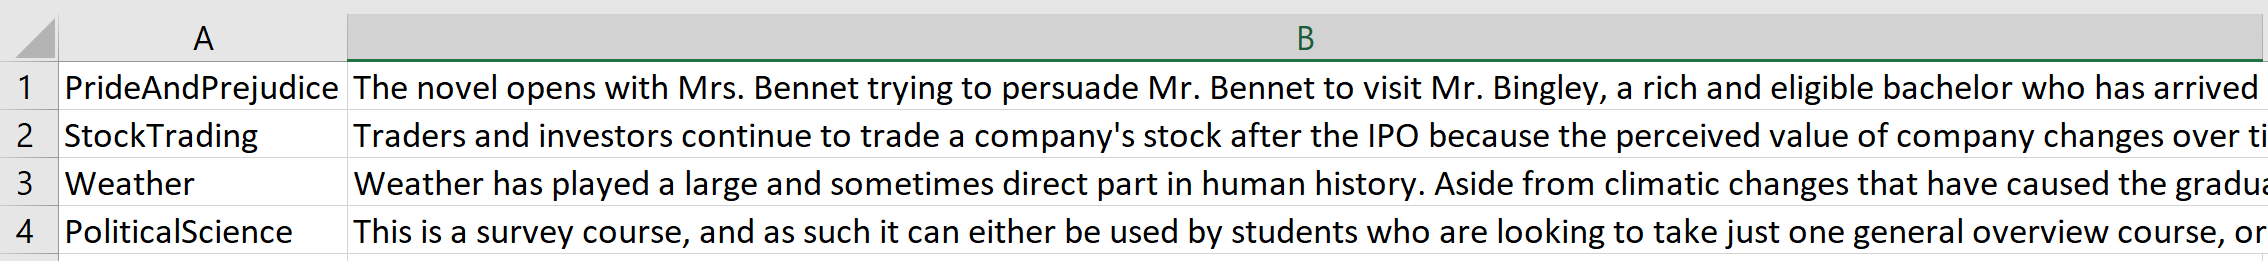 A B
1 PrideAndPrejudice The novel opens with Mrs. Bennet trying to persuade Mr. Bennet to visit Mr. Bingley, a rich and eligible bachelor who has arrived
2 StockTrading Traders and investors continue to trade a company's stock after the IPO because the perceived value of company changes over ti
3 Weather Weather has played a large and sometimes direct part in human history. Aside from climatic changes that have caused the gradua
4 PoliticalScience This is a survey course, and as such it can either be used by students who are looking to take just one general overview course, or